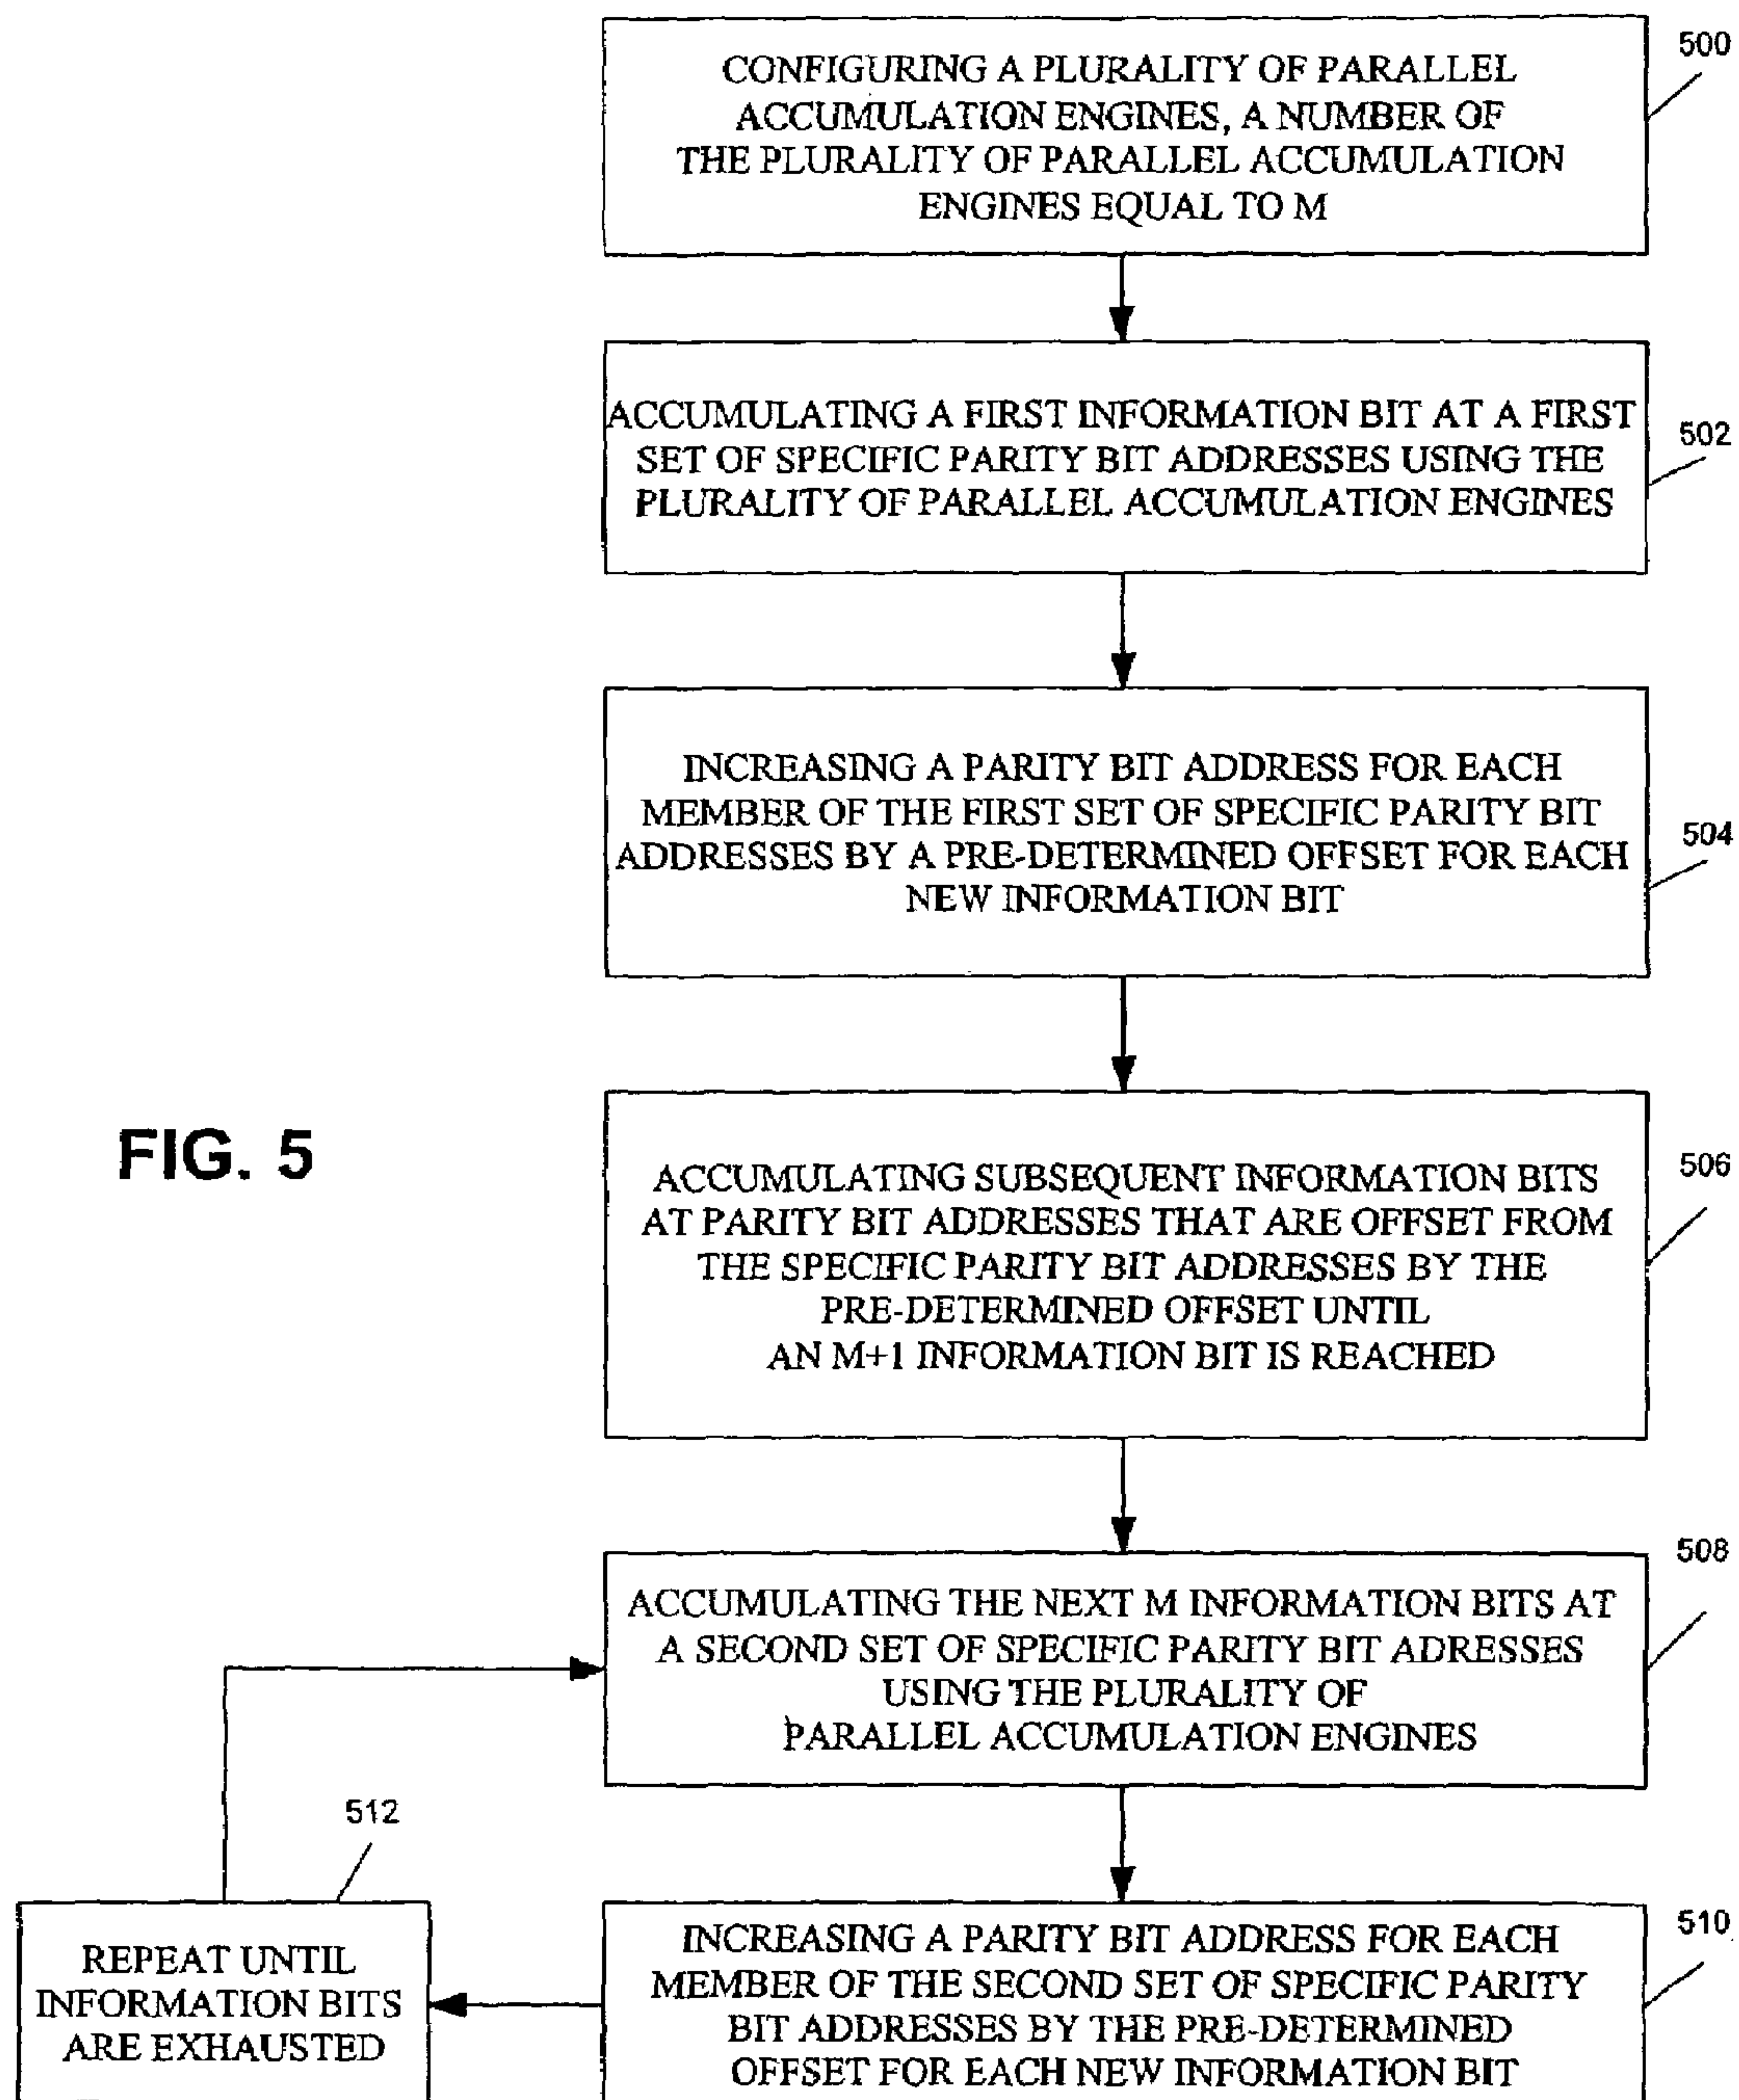 CONFIGURING A PLURALITY OF PARALLEL
ACCUMULATION ENGINES, A NUMBER OF
THE PLURALITY OF PARALLEL ACCUMULATION
ENGINES EQUAL TO M
500
ACCUMULATING A FIRST INFORMATION BIT AT A FIRST
SET OF SPECIFIC PARITY BIT ADDRESSES USING THE
PLURALITY OF PARALLEL ACCUMULATION ENGINES
502
INCREASING A PARITY BIT ADDRESS FOR EACH
MEMBER OF THE FIRST SET OF SPECIFIC PARITY BIT
ADDRESSES BY A PRE-DETERMINED OFFSET FOR EACH
NEW INFORMATION BIT
504
FIG. 5
ACCUMULATING SUBSEQUENT INFORMATION BITS
AT PARITY BIT ADDRESSES THAT ARE OFFSET FROM
THE SPECIFIC PARITY BIT ADDRESSES BY THE
PRE-DETERMINED OFFSET UNTIL
AN M+1 INFORMATION BIT IS REACHED
506
ACCUMULATING THE NEXT M INFORMATION BITS AT
A SECOND SET OF SPECIFIC PARITY BIT ADRESSES
USING THE PLURALITY OF
PARALLEL ACCUMULATION ENGINES
508
INCREASING A PARITY BIT ADDRESS FOR EACH
MEMBER OF THE SECOND SET OF SPECIFIC PARITY
BIT ADDRESSES BY THE PRE-DETERMINED
OFFSET FOR EACH NEW INFORMATION BIT
510
512
REPEAT UNTIL
INFORMATION BITS
ARE EXHAUSTED